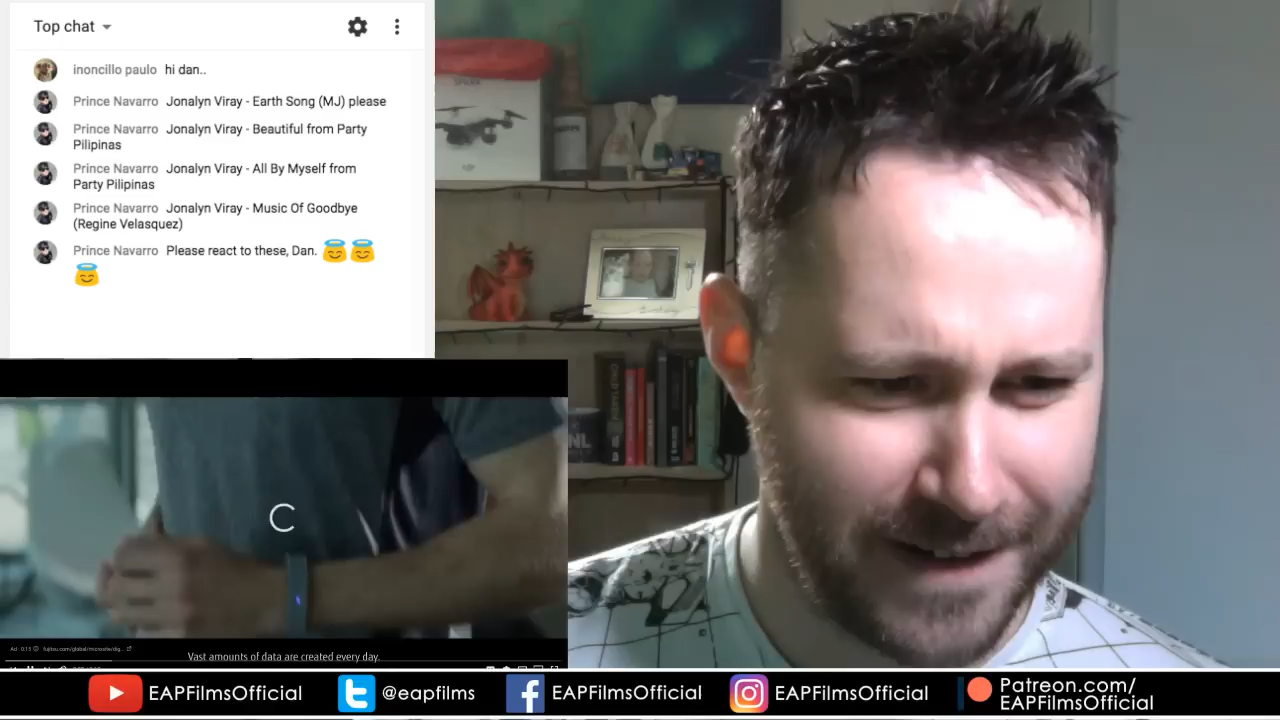 Top chat
inoncillo paulo hi dan..
Prince Navarro Jonalyn Viray - Earth Song (MJ) please
Prince Navarro Jonalyn Viray - Beautiful from Party
Pilipinas
Prince Navarro Jonalyn Viray - All By Myself from
Party Pilipinas
Prince Navarro Jonalyn Viray - Music Of Goodbye
(Regine Velasquez)
Prince Navarro Please react to these, Dan.
Vast amounts of data are created every day.
EAPFilmsOfficial
@eapfilms
EAPFilmsOfficial
EAPFilmsOfficial
Patreon.com/
EAPFilmsOfficial